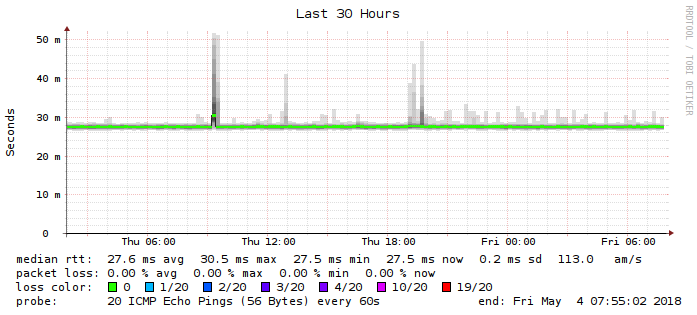 Last 30 Hours
RRDTOOL / TOBI OETIKER
Seconds
50 m
40 m
30 m
20 m
10 m
0
Thu 06:00 Thu 12:00 Thu 18:00 Fri 00:00 Fri 06:00
median rtt: 27.6 ms avg 30.5 ms max 27.5 ms min 27.5 ms now 0.2 ms sd 113.0 am/s
packet loss: 0.00 % avg 0.00 % max 0.00 % min 0.00 % now
loss color: 0 1/20 2/20 3/20 4/20 10/20 19/20
probe: 20 ICMP Echo Pings (56 Bytes) every 60s end: Fri May 4 07:55:02 2018